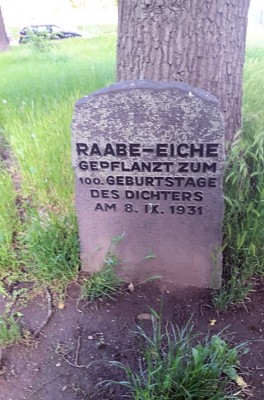 RAABE-EICHE
GEPFLANZT ZUM
100. GEBURTSTAGE
DES DICHTERS
AM 8. IX. 1931